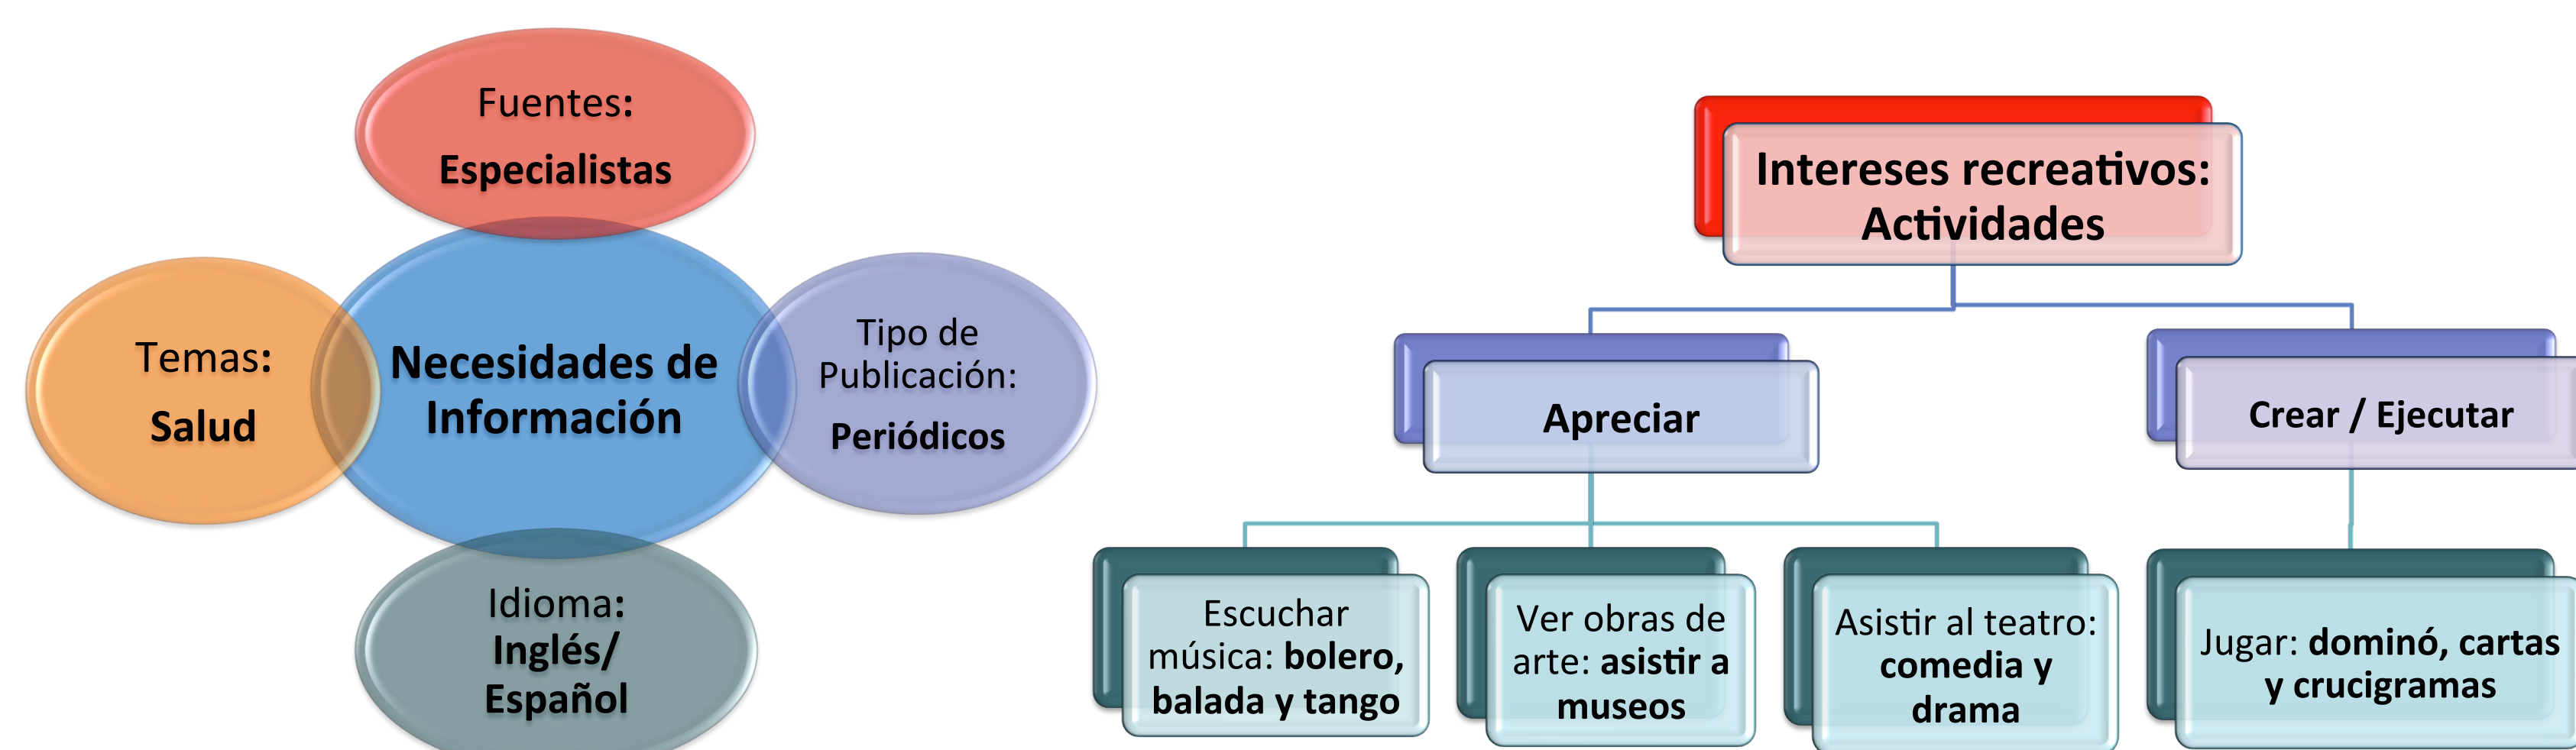 Fuentes:
Especialistas
Temas:
Salud
Necesidades de
Información
Tipo de
Publicación:
Periódicos
Idioma:
Inglés/
Español
Intereses recreativos:
Actividades
Apreciar
Crear / Ejecutar
Escuchar
música: bolero,
balada y tango
Ver obras de
arte: asistir a
museos
Asistir al teatro:
comedia y
drama
Jugar: dominó, cartas
y crucigramas